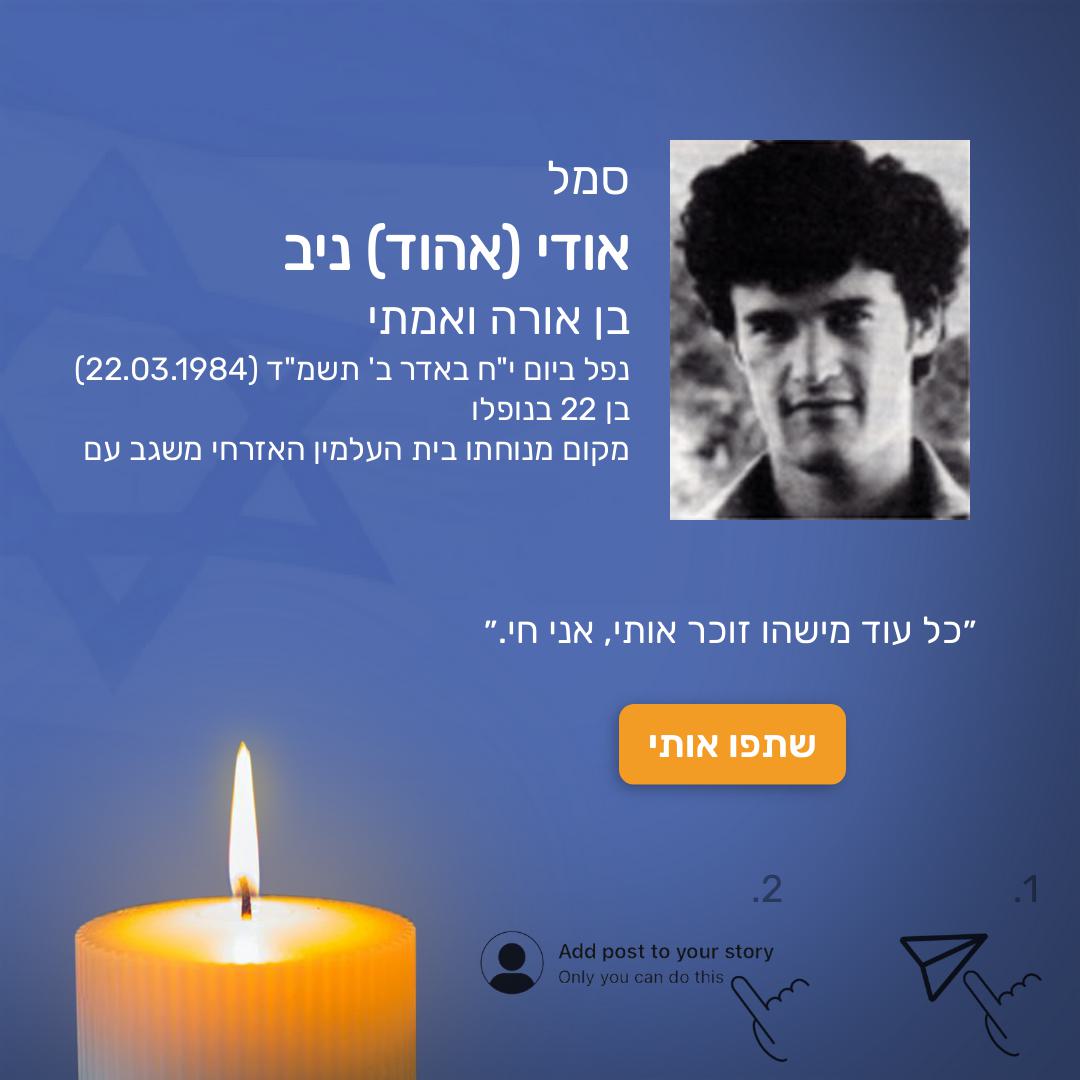 סמל
אודי (אהוד) ניב
בן אורה ואמתי
נפל ביום י"ח באדר ב' תשמ"ד (22.03.1984)
בן 22 בנופלו
מקום מנוחתו בית העלמין האזרחי משגב עם
״כל עוד מישהו זוכר אותי, אני חי.״
שתפו אותי
1.
2.
Add post to your story
Only you can do this